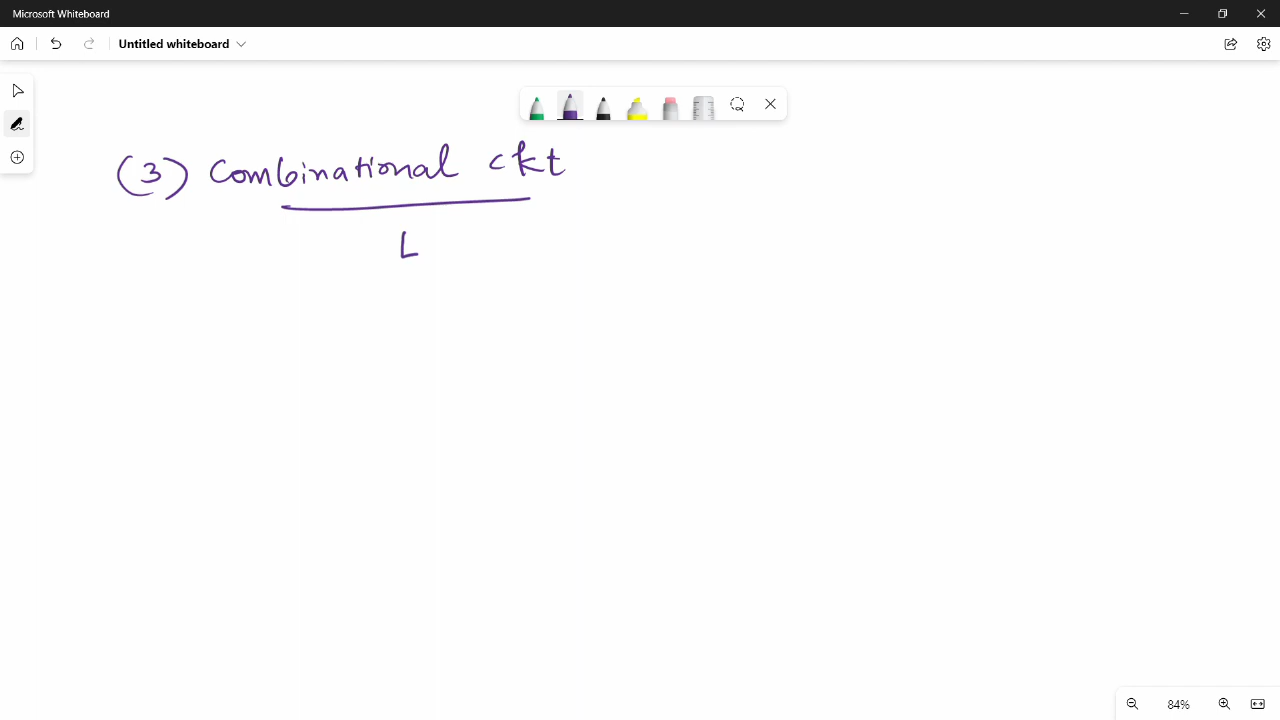 Microsoft Whiteboard
Untitled whiteboard
(3) Combinational ckt
L
84%